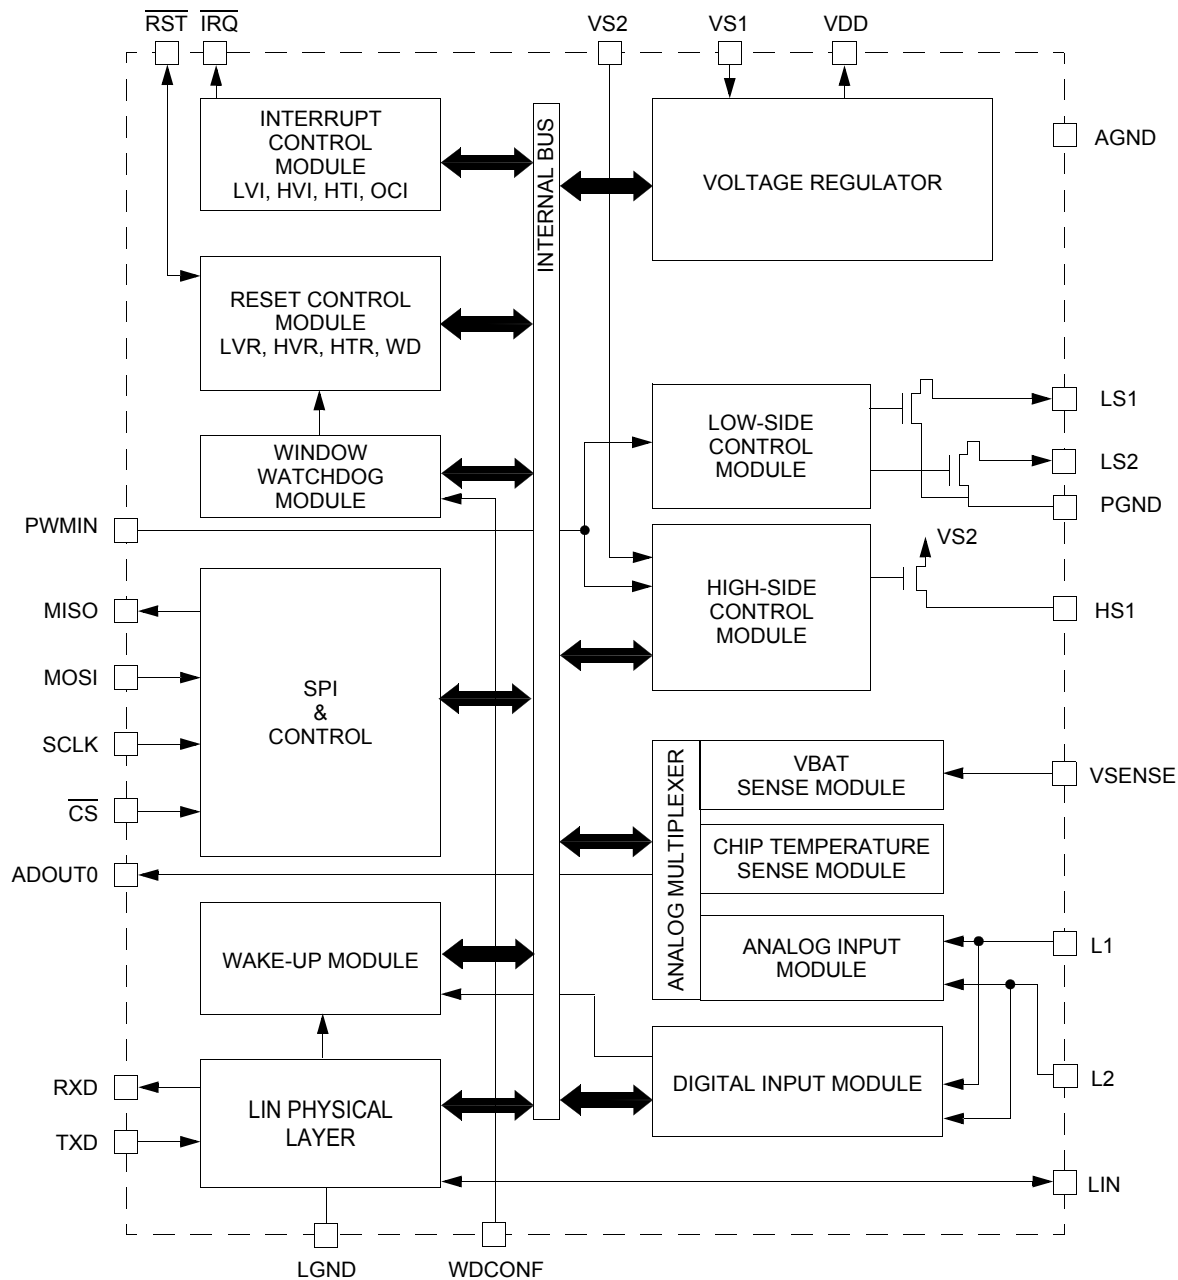 RST IRQ VS2 VS1 VDD
INTERRUPT
CONTROL
MODULE
LVI, HVI, HTI, OCI
INTERNAL BUS
VOLTAGE REGULATOR
AGND
RESET CONTROL
MODULE
LVR, HVR, HTR, WD
WINDOW
WATCHDOG
MODULE
LOW-SIDE
CONTROL
MODULE
LS1
LS2
PGND
PWMIN
HIGH-SIDE
CONTROL
MODULE
VS2
HS1
MISO
MOSI
SCLK
CS
SPI
&
CONTROL
ADOUT0
ANALOG MULTIPLEXER
VBAT
SENSE MODULE
VSENSE
CHIP TEMPERATURE
SENSE MODULE
ANALOG INPUT
MODULE
L1
WAKE-UP MODULE
DIGITAL INPUT MODULE
L2
RXD
TXD
LIN PHYSICAL
LAYER
LIN
LGND
WDCONF